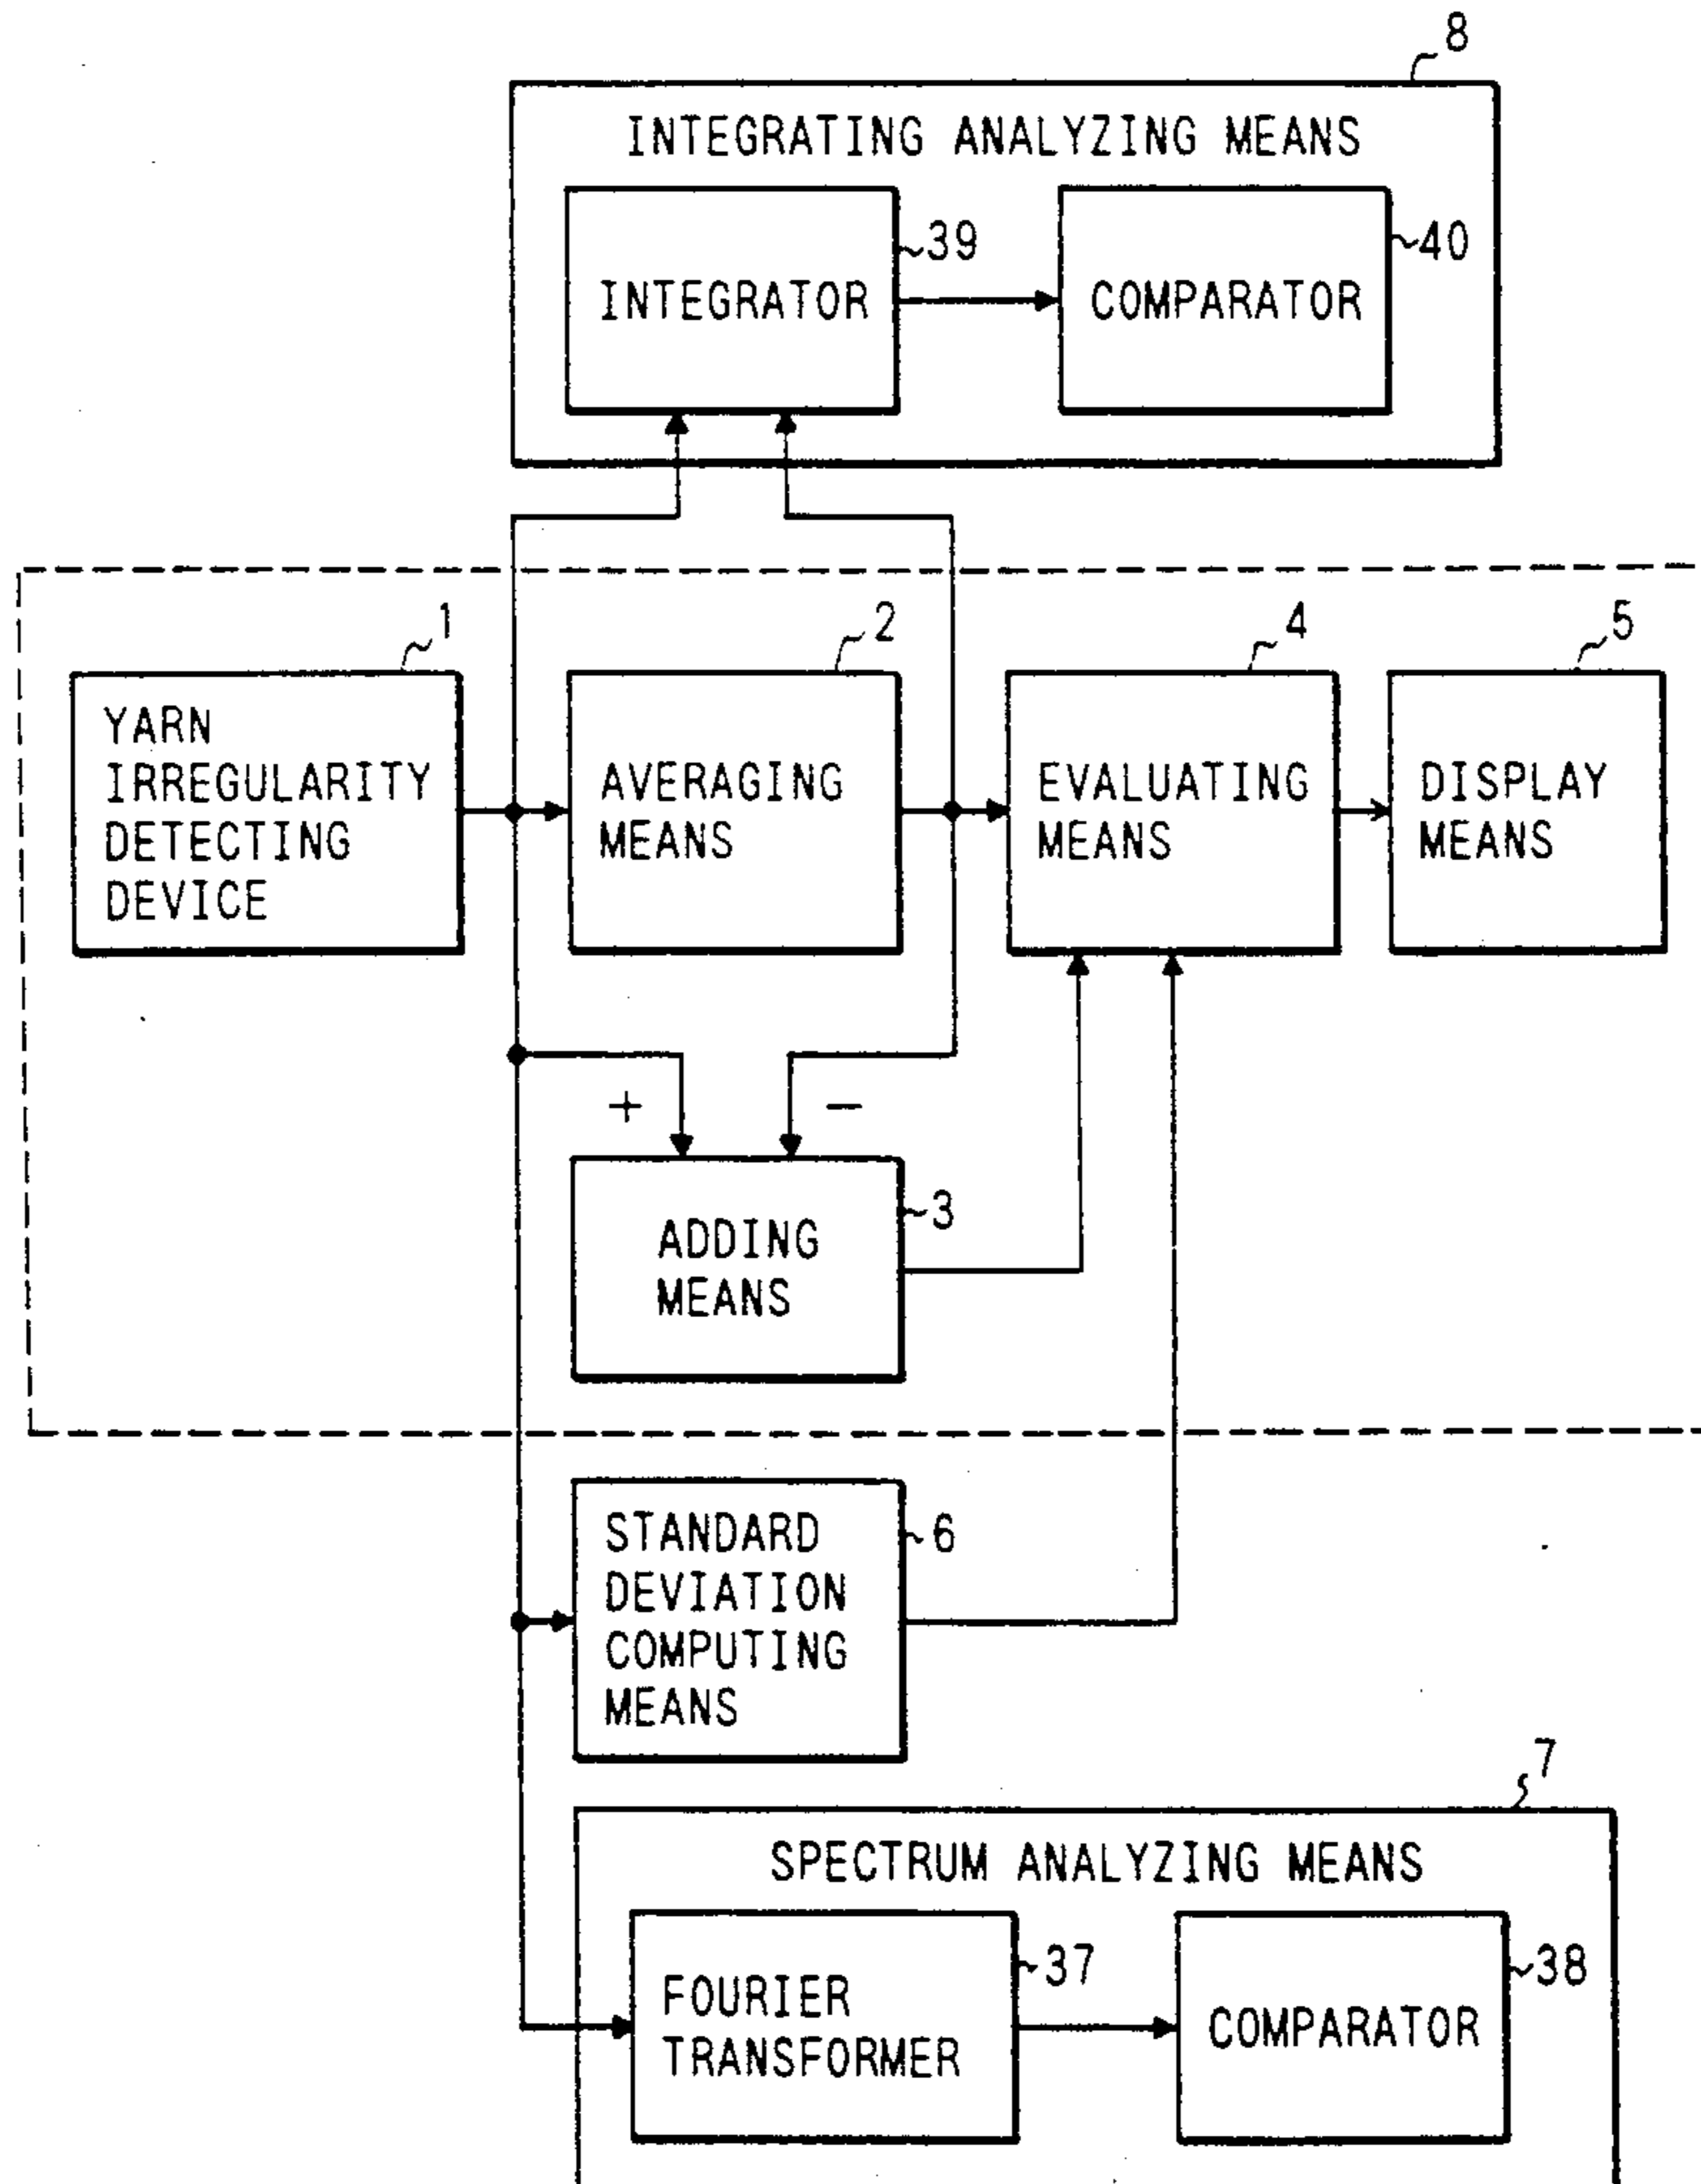 8
INTEGRATING ANALYZING MEANS
39
40
INTEGRATOR
COMPARATOR
1
2
4
5
YARN
IRREGULARITY
DETECTING
DEVICE
AVERAGING
MEANS
EVALUATING
MEANS
DISPLAY
MEANS
+
−
3
ADDING
MEANS
6
STANDARD
DEVIATION
COMPUTING
MEANS
7
SPECTRUM ANALYZING MEANS
37
38
FOURIER
TRANSFORMER
COMPARATOR